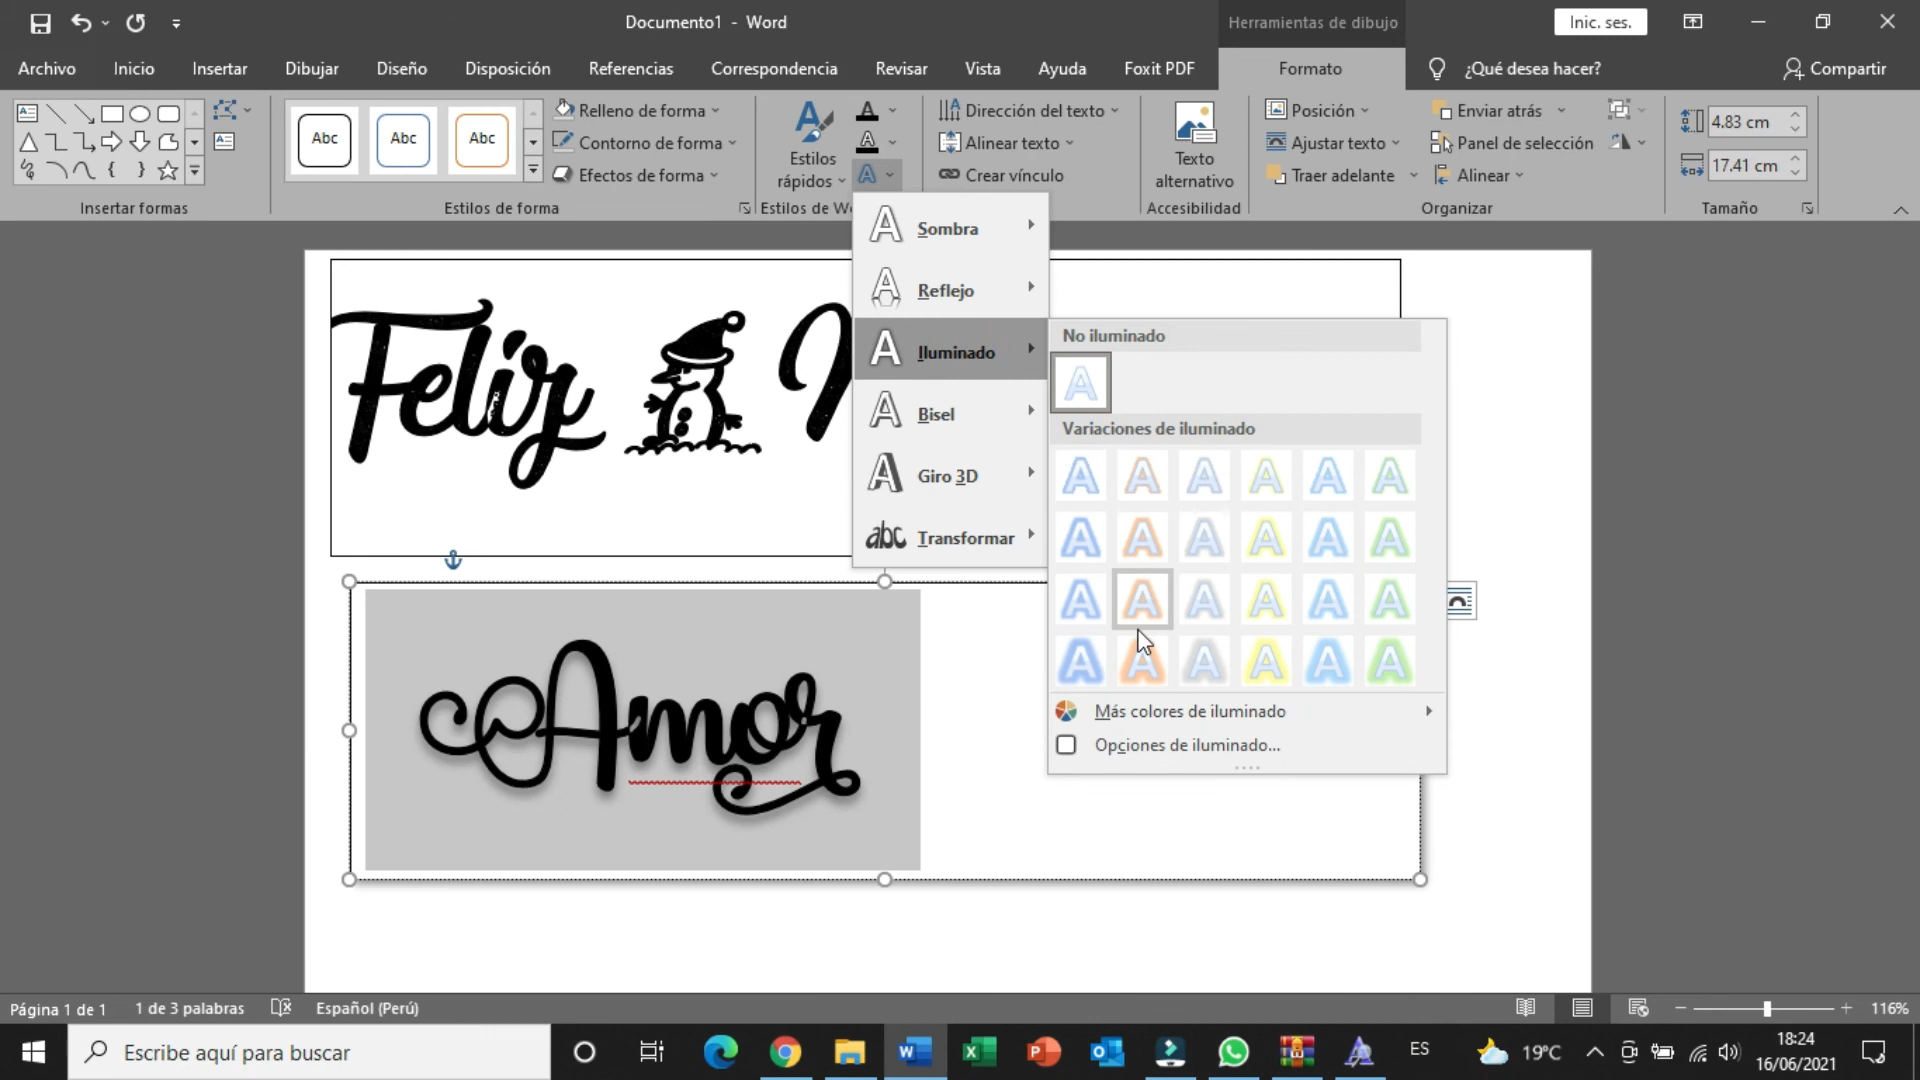 Documento1 - Word
Herramientas de dibujo
Inic. ses.
Archivo Inicio Insertar Dibujar Diseño Disposición Referencias Correspondencia Revisar Vista Ayuda Foxit PDF Formato ¿Qué desea hacer? Compartir
Abc Abc Abc
Relleno de forma
Contorno de forma
Efectos de forma
Estilos
rápidos
Dirección del texto
Alinear texto
Crear vínculo
Texto
alternativo
Posición
Ajustar texto
Traer adelante
Enviar atrás
Panel de selección
Alinear
4.83 cm
17.41 cm
Insertar formas Estilos de forma Estilos de W Accesibilidad Organizar Tamaño
Sombra
Reflejo
Iluminado
Bisel
Giro 3D
abc Transformar
No iluminado
Variaciones de iluminado
Más colores de iluminado
Opciones de iluminado...
Feliz
Amor
Página 1 de 1 1 de 3 palabras Español (Perú) 116%
Escribe aquí para buscar
ES
19°C
18:24
16/06/2021